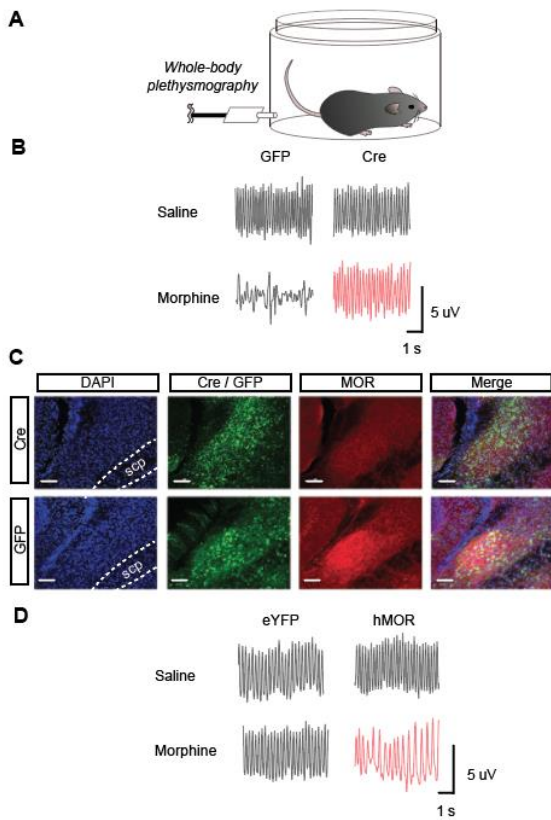 A
Whole-body
plethysmography
B
GFP Cre
Saline
Morphine
5 uV
1 s
C
DAPI Cre / GFP MOR Merge
Cre
scp
GFP
scp
D
eYFP hMOR
Saline
Morphine
5 uV
1 s